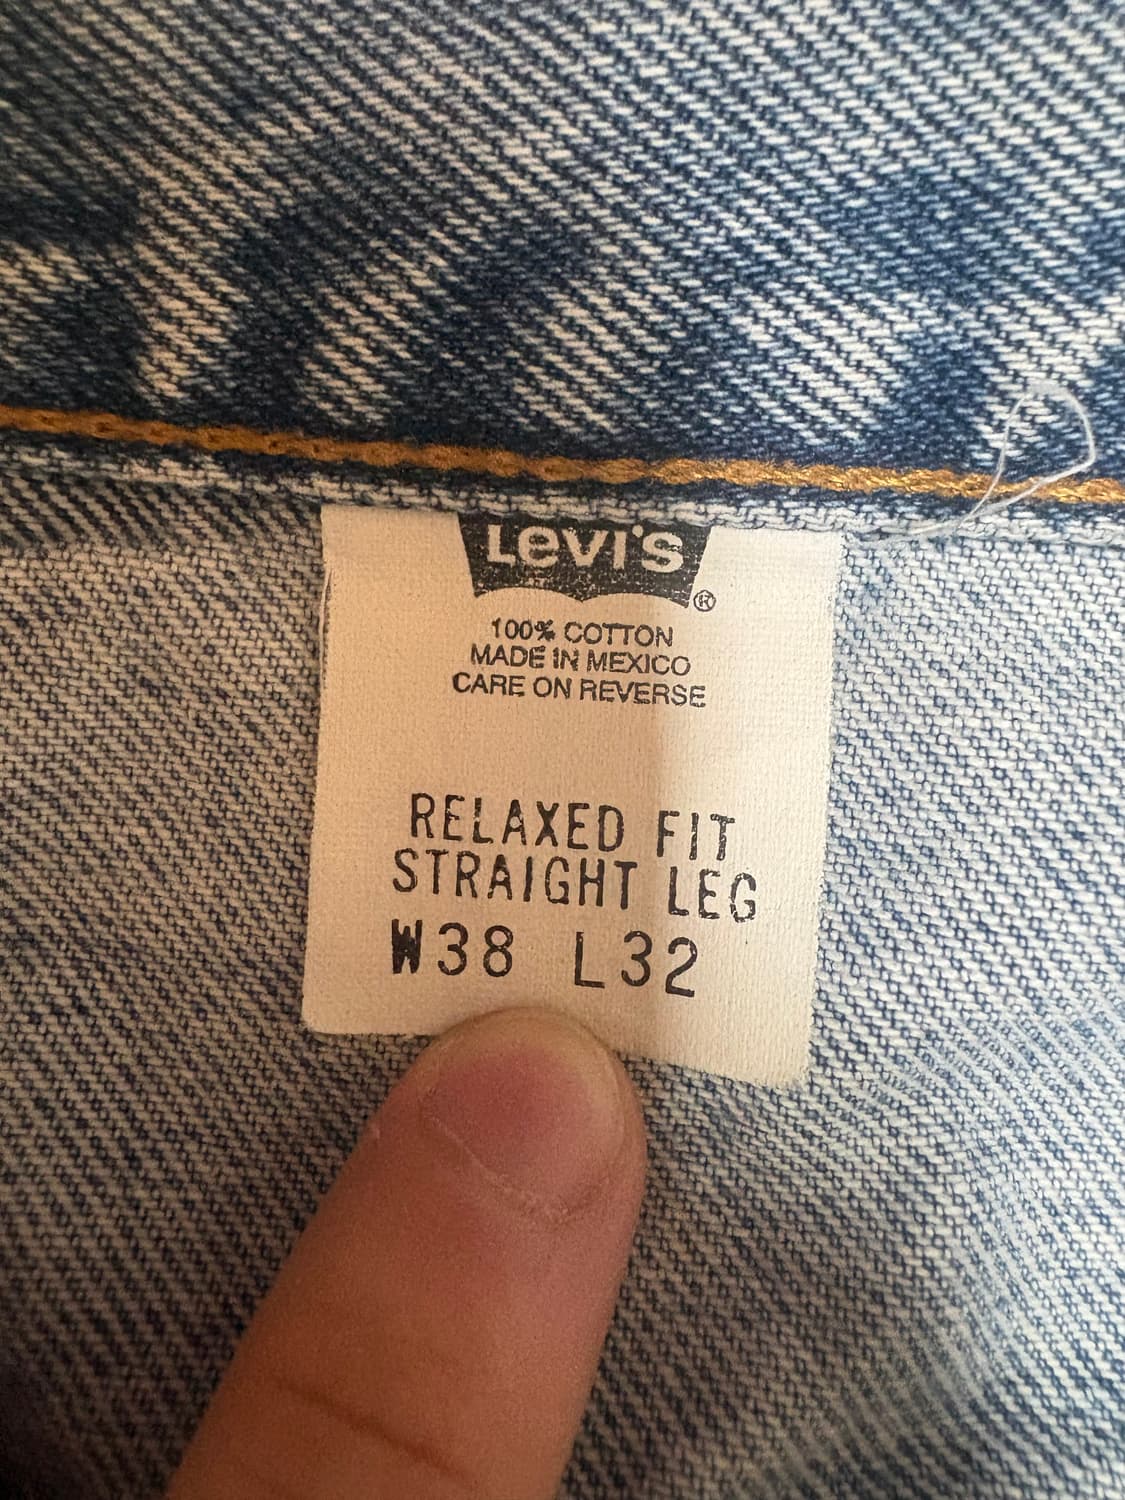 Levi's
®
100% COTTON
MADE IN MEXICO
CARE ON REVERSE
RELAXED FIT
STRAIGHT LEG
W38 L32